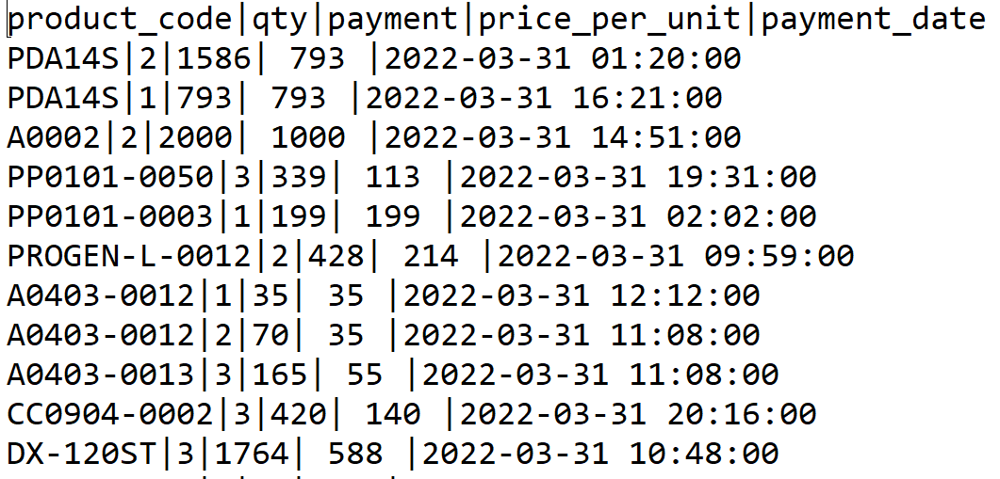 product_code|qty|payment|price_per_unit|payment_date
PDA14S|2|1586| 793 |2022-03-31 01:20:00
PDA14S|1|793| 793 |2022-03-31 16:21:00
A0002|2|2000| 1000 |2022-03-31 14:51:00
PP0101-0050|3|339| 113 |2022-03-31 19:31:00
PP0101-0003|1|199| 199 |2022-03-31 02:02:00
PROGEN-L-0012|2|428| 214 |2022-03-31 09:59:00
A0403-0012|1|35| 35 |2022-03-31 12:12:00
A0403-0012|2|70| 35 |2022-03-31 11:08:00
A0403-0013|3|165| 55 |2022-03-31 11:08:00
CC0904-0002|3|420| 140 |2022-03-31 20:16:00
DX-120ST|3|1764| 588 |2022-03-31 10:48:00